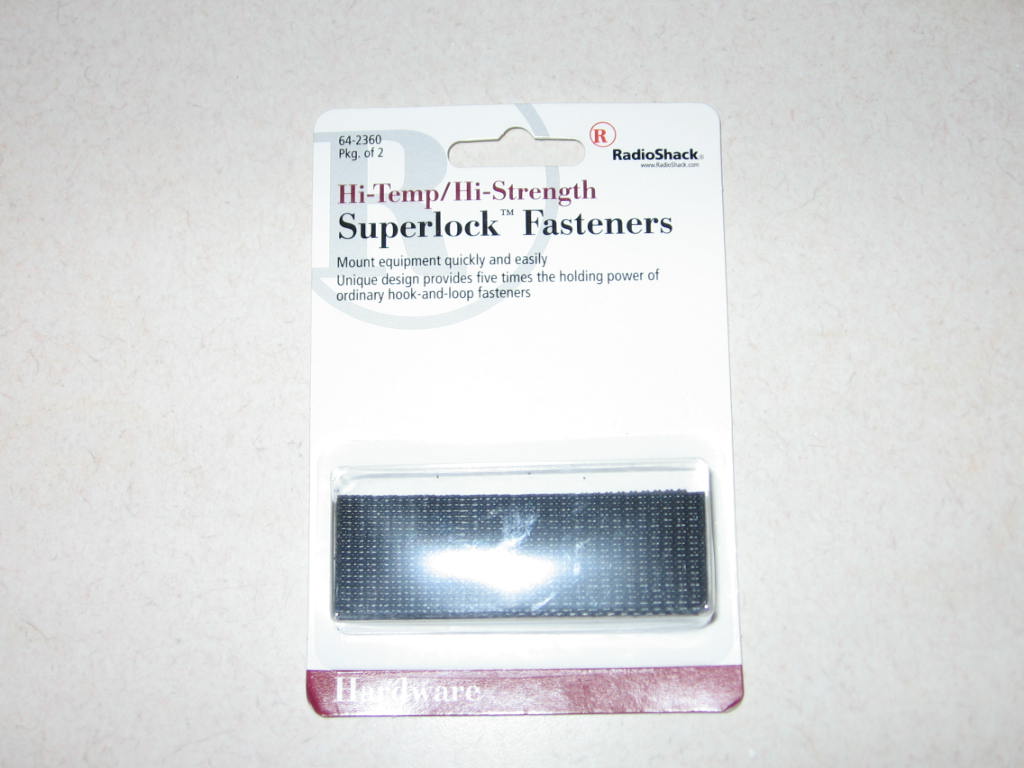 64-2360
Pkg. of 2
R
RadioShack®
www.RadioShack.com
Hi-Temp/Hi-Strength
Superlock™ Fasteners
Mount equipment quickly and easily
Unique design provides five times the holding power of
ordinary hook-and-loop fasteners
Hardware